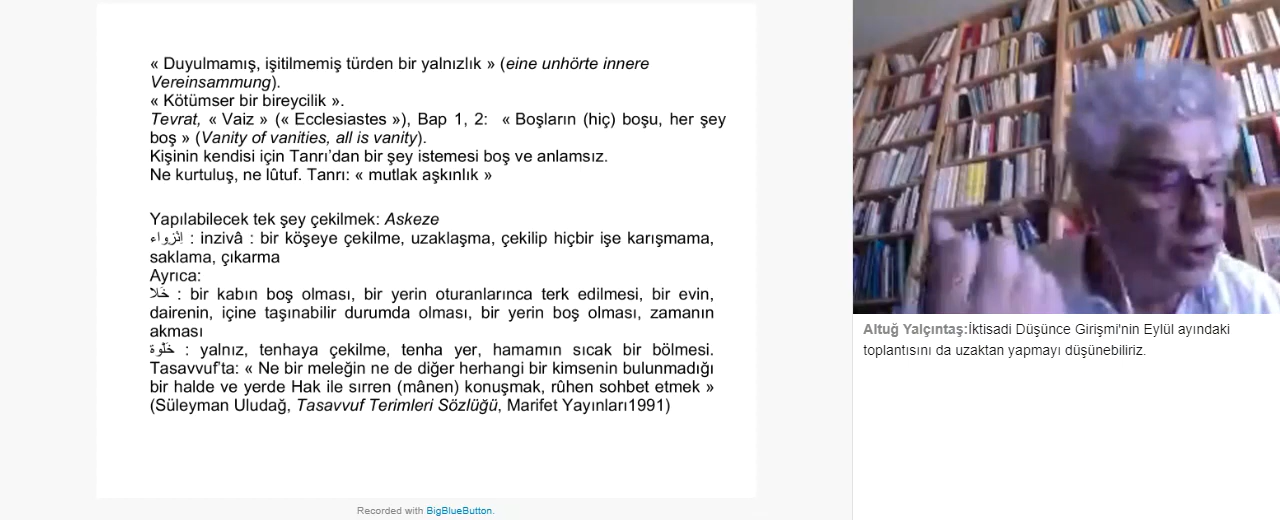 « Duyulmamış, işitilmemiş türden bir yalnızlık » (eine unhörte innere
Vereinsammung).
« Kötümser bir bireycilik ».
Tevrat, « Vaiz » (« Ecclesiastes »), Bap 1, 2: « Boşların (hiç) boşu, her şey
boş » (Vanity of vanities, all is vanity).
Kişinin kendisi için Tanrı’dan bir şey istemesi boş ve anlamsız.
Ne kurtuluş, ne lûtuf. Tanrı: « mutlak aşkınlık »
Yapılabilecek tek şey çekilmek: Askeze
إنْزواء : inzivâ : bir köşeye çekilme, uzaklaşma, çekilip hiçbir işe karışmama,
saklama, çıkarma
Ayrıca:
خَلا : bir kabın boş olması, bir yerin oturanlarınca terk edilmesi, bir evin,
dairenin, içine taşınabilir durumda olması, bir yerin boş olması, zamanın
akması
خَلْوة : yalnız, tenhaya çekilme, tenha yer, hamamın sıcak bir bölmesi.
Tasavvuf’ta: « Ne bir meleğin ne de diğer herhangi bir kimsenin bulunmadığı
bir halde ve yerde Hak ile sırren (mânen) konuşmak, rûhen sohbet etmek »
(Süleyman Uludağ, Tasavvuf Terimleri Sözlüğü, Marifet Yayınları1991)
Recorded with BigBlueButton.
Altuğ Yalçıntaş:İktisadi Düşünce Girişmi'nin Eylül ayındaki
toplantısını da uzaktan yapmayı düşünebiliriz.